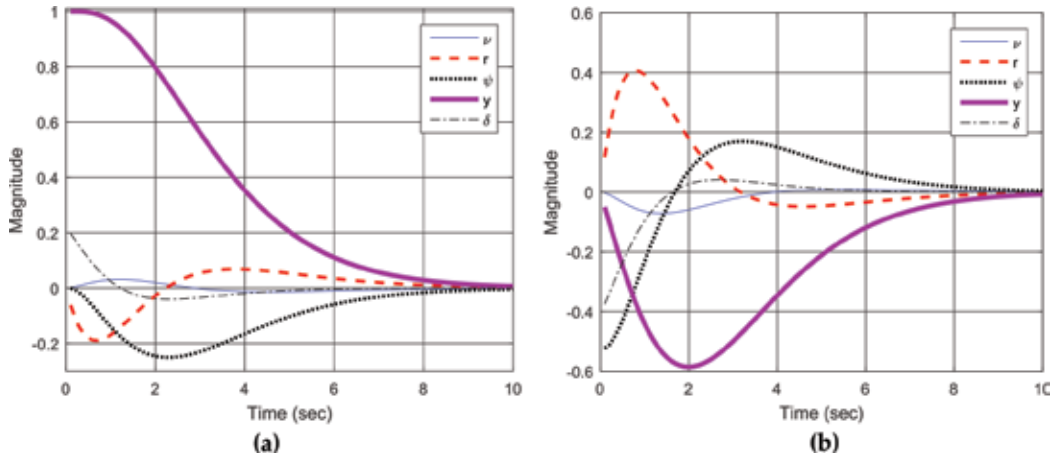 1
0.8
0.6
0.4
0.2
0
-0.2
Magnitude
0 2 4 6 8 10
Time (sec)
ν
r
ψ
y
δ
(a)
0.6
0.4
0.2
0
-0.2
-0.4
-0.6
Magnitude
0 2 4 6 8 10
Time (sec)
ν
r
ψ
y
δ
(b)